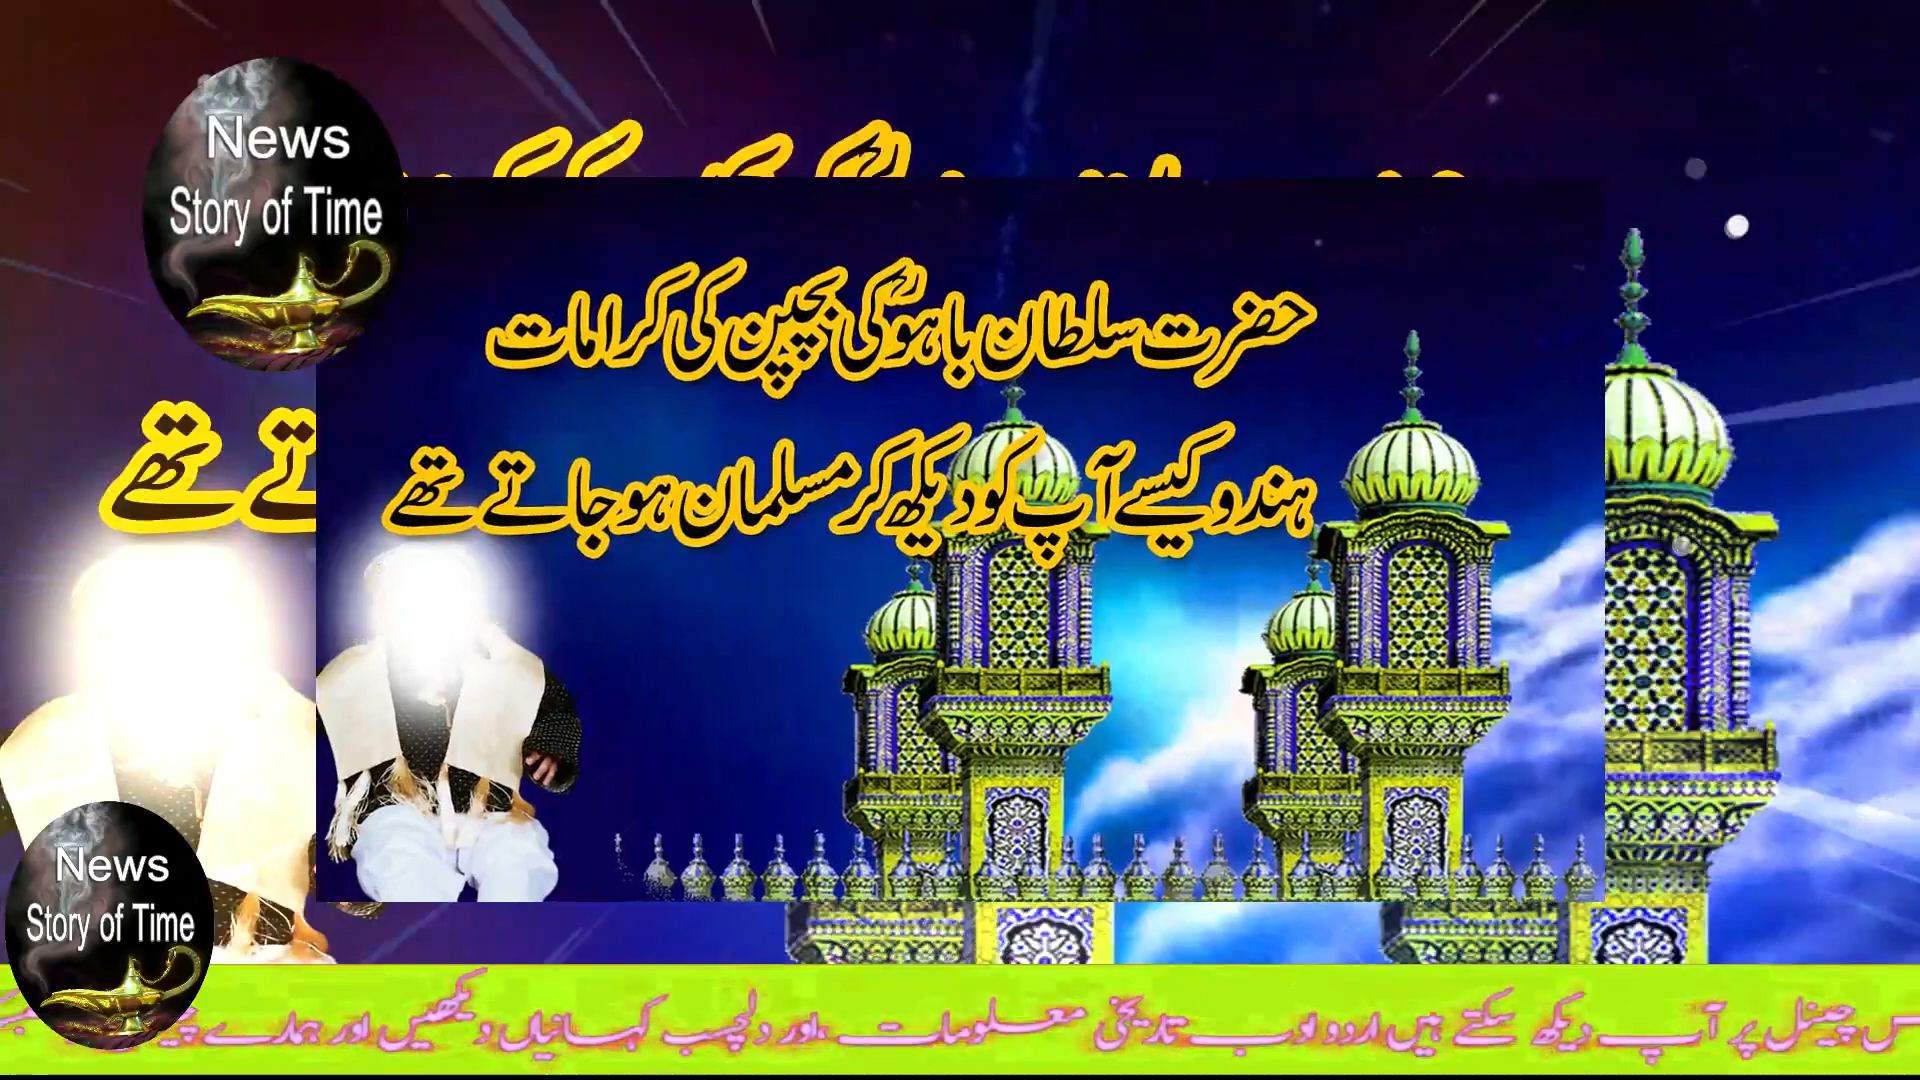 News
Story of Time
حضرت سلطان باہوؒ کی بچپن کی کرامات
ہندو کیسے آپ کو دیکھ کر مسلمان ہو جاتے تھے
تے تھے
News
Story of Time
چینل پر آپ دیکھ سکتے ہیں اردو ادب تاریخی معلومات ،اور دلچسپ کہانیاں دیکھیں اور ہمارے